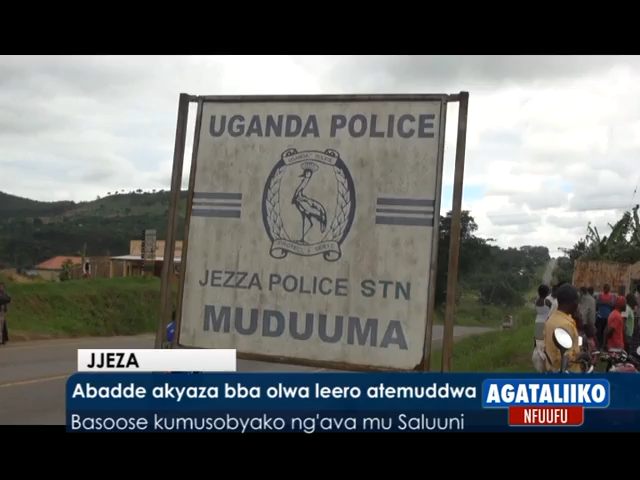 UGANDA POLICE
JEZZA POLICE STN
MUDUUMA
JJEZA
Abadde akyaza bba olwa leero atemuddwa
Basoose kumusobyako ng'ava mu Saluuni
AGATALIIKO
NFUUFU